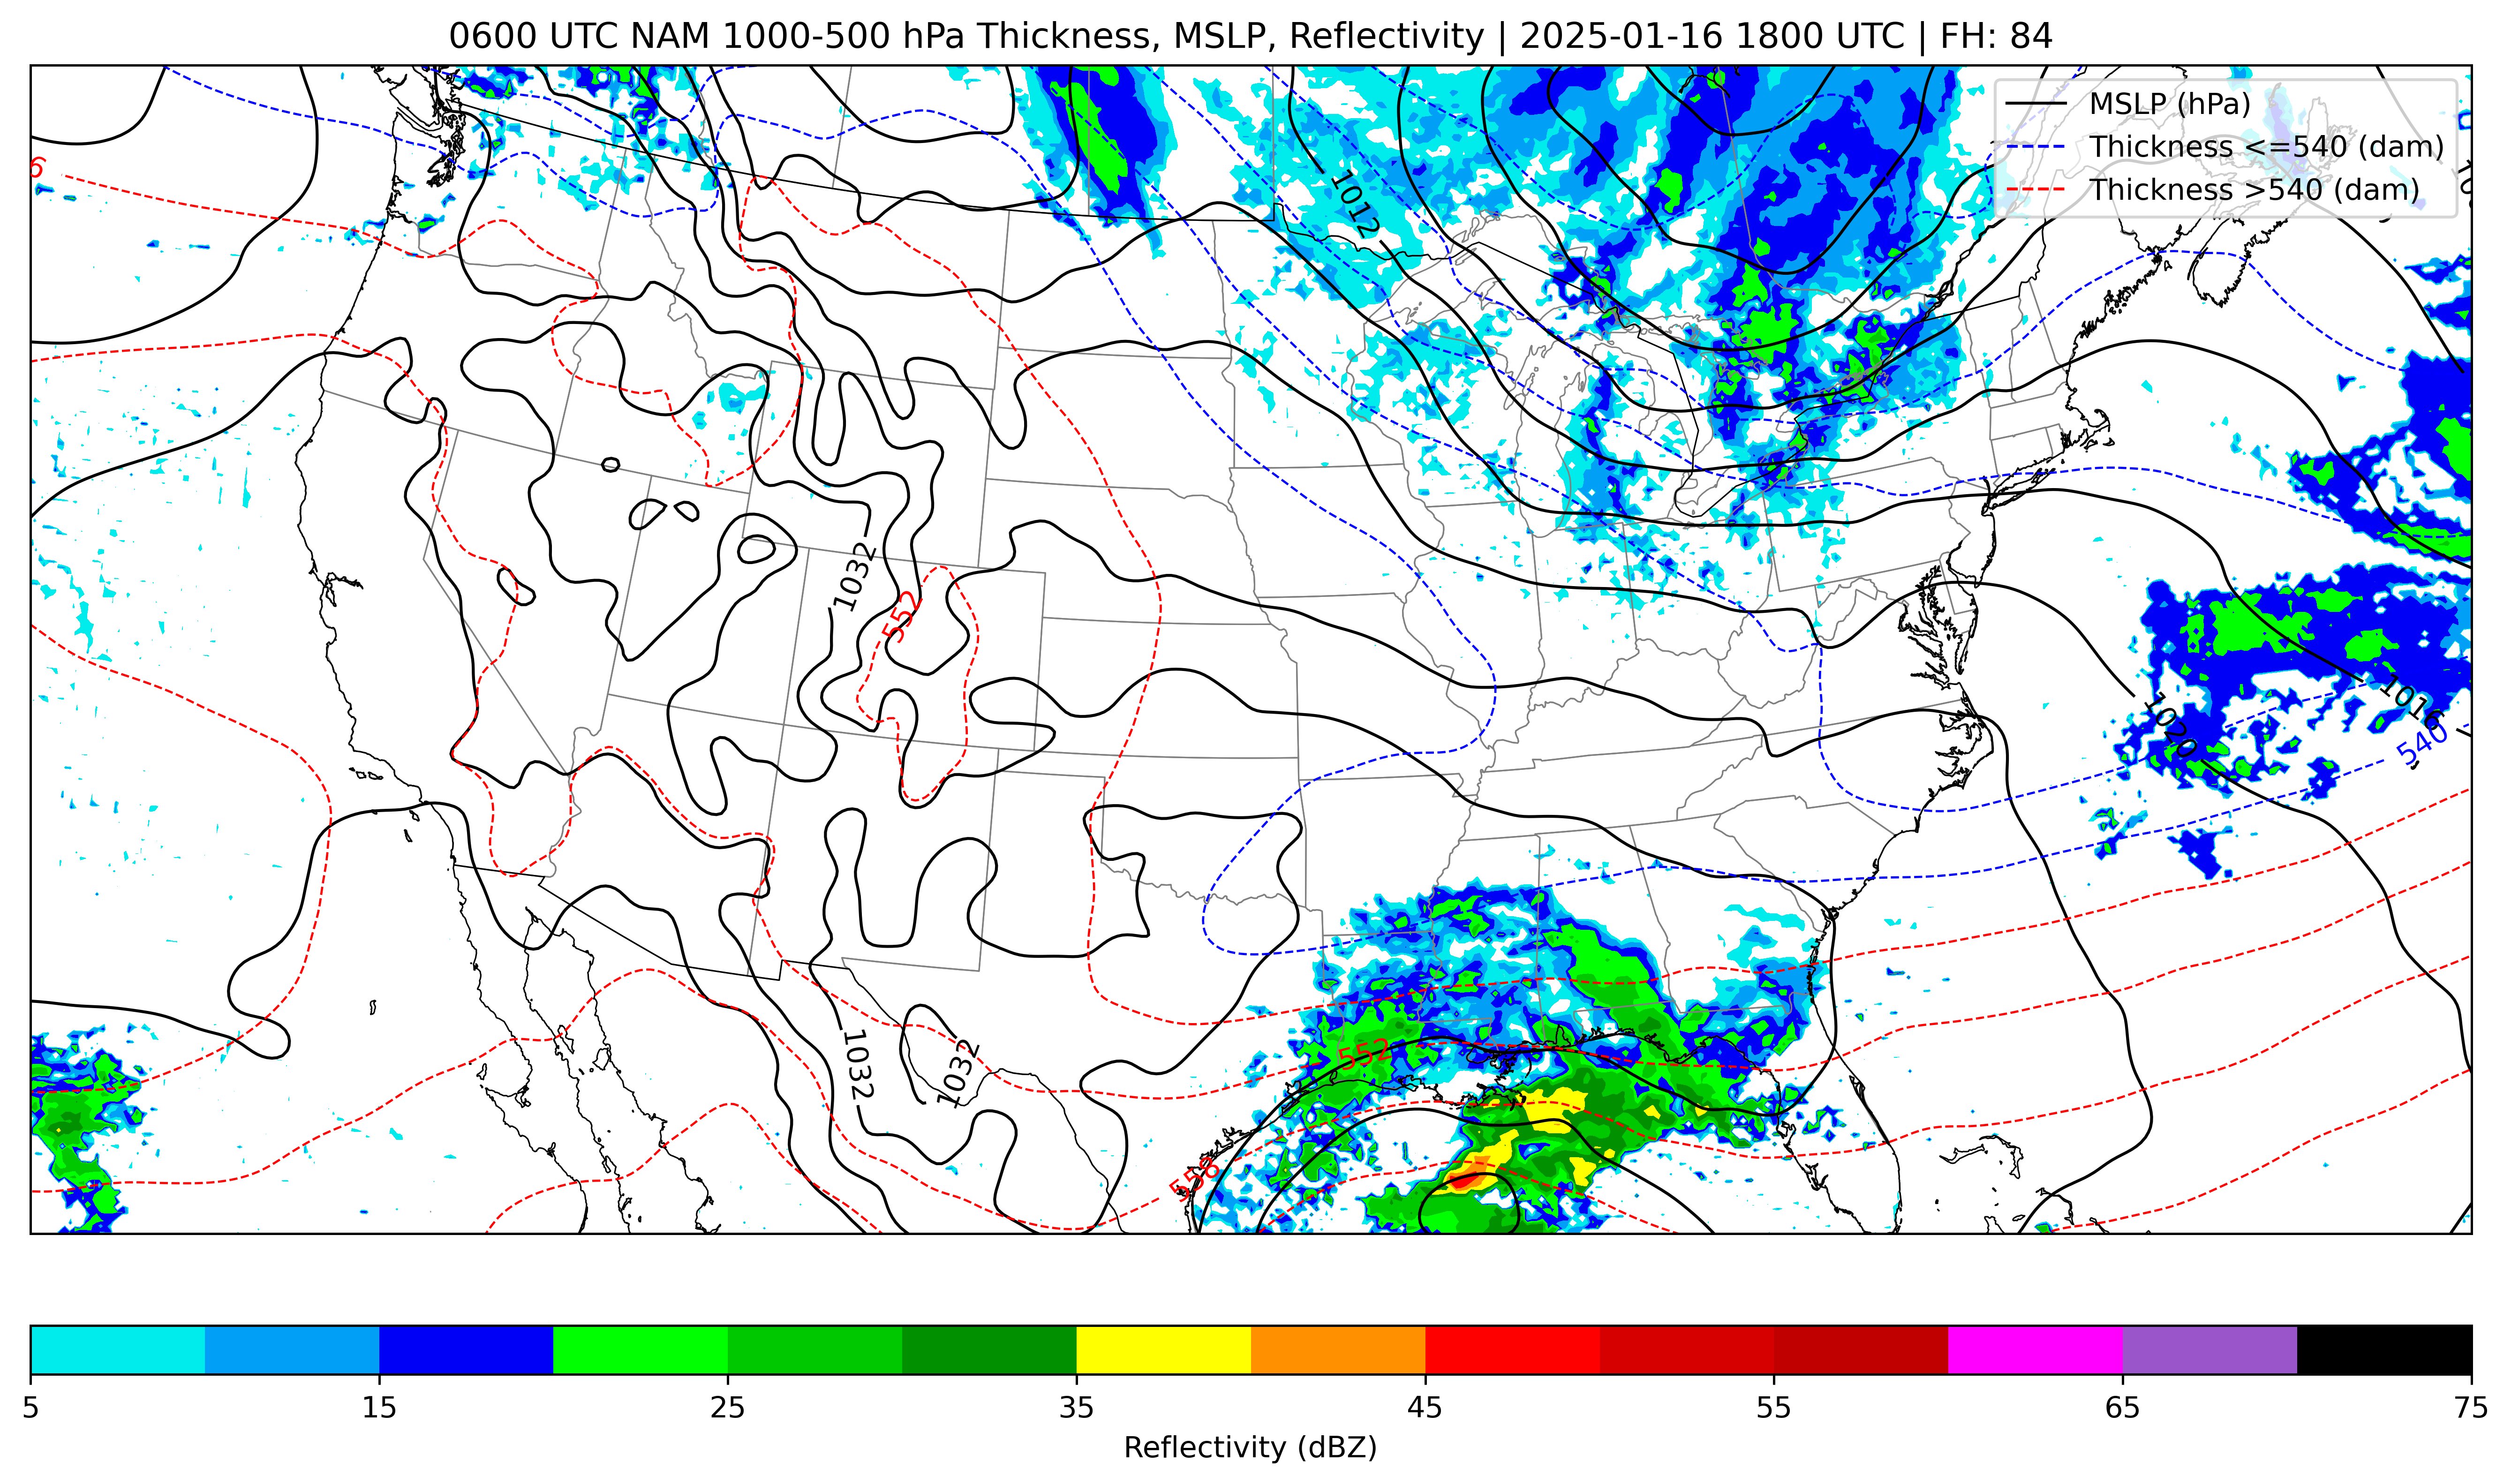 0600 UTC NAM 1000-500 hPa Thickness, MSLP, Reflectivity | 2025-01-16 1800 UTC | FH: 84
MSLP (hPa)
Thickness <=540 (dam)
Thickness >540 (dam)
1012
1032
552
1016
1020
540
1032
1032
552
558
5 15 25 35 45 55 65 75
Reflectivity (dBZ)